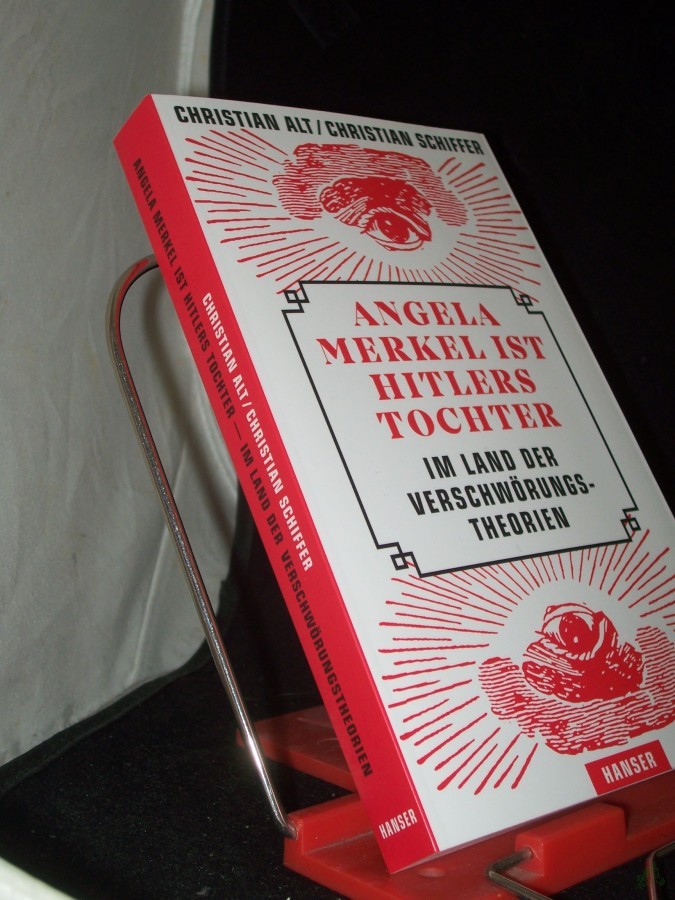 CHRISTIAN ALT / CHRISTIAN SCHIFFER
ANGELA
MERKEL IST
HITLERS
TOCHTER
IM LAND DER
VERSCHWÖRUNGS-
THEORIEN
HANSER
CHRISTIAN ALT / CHRISTIAN SCHIFFER
ANGELA MERKEL IST HITLERS TOCHTER — IM LAND DER VERSCHWÖRUNGSTHEORIEN
HANSER